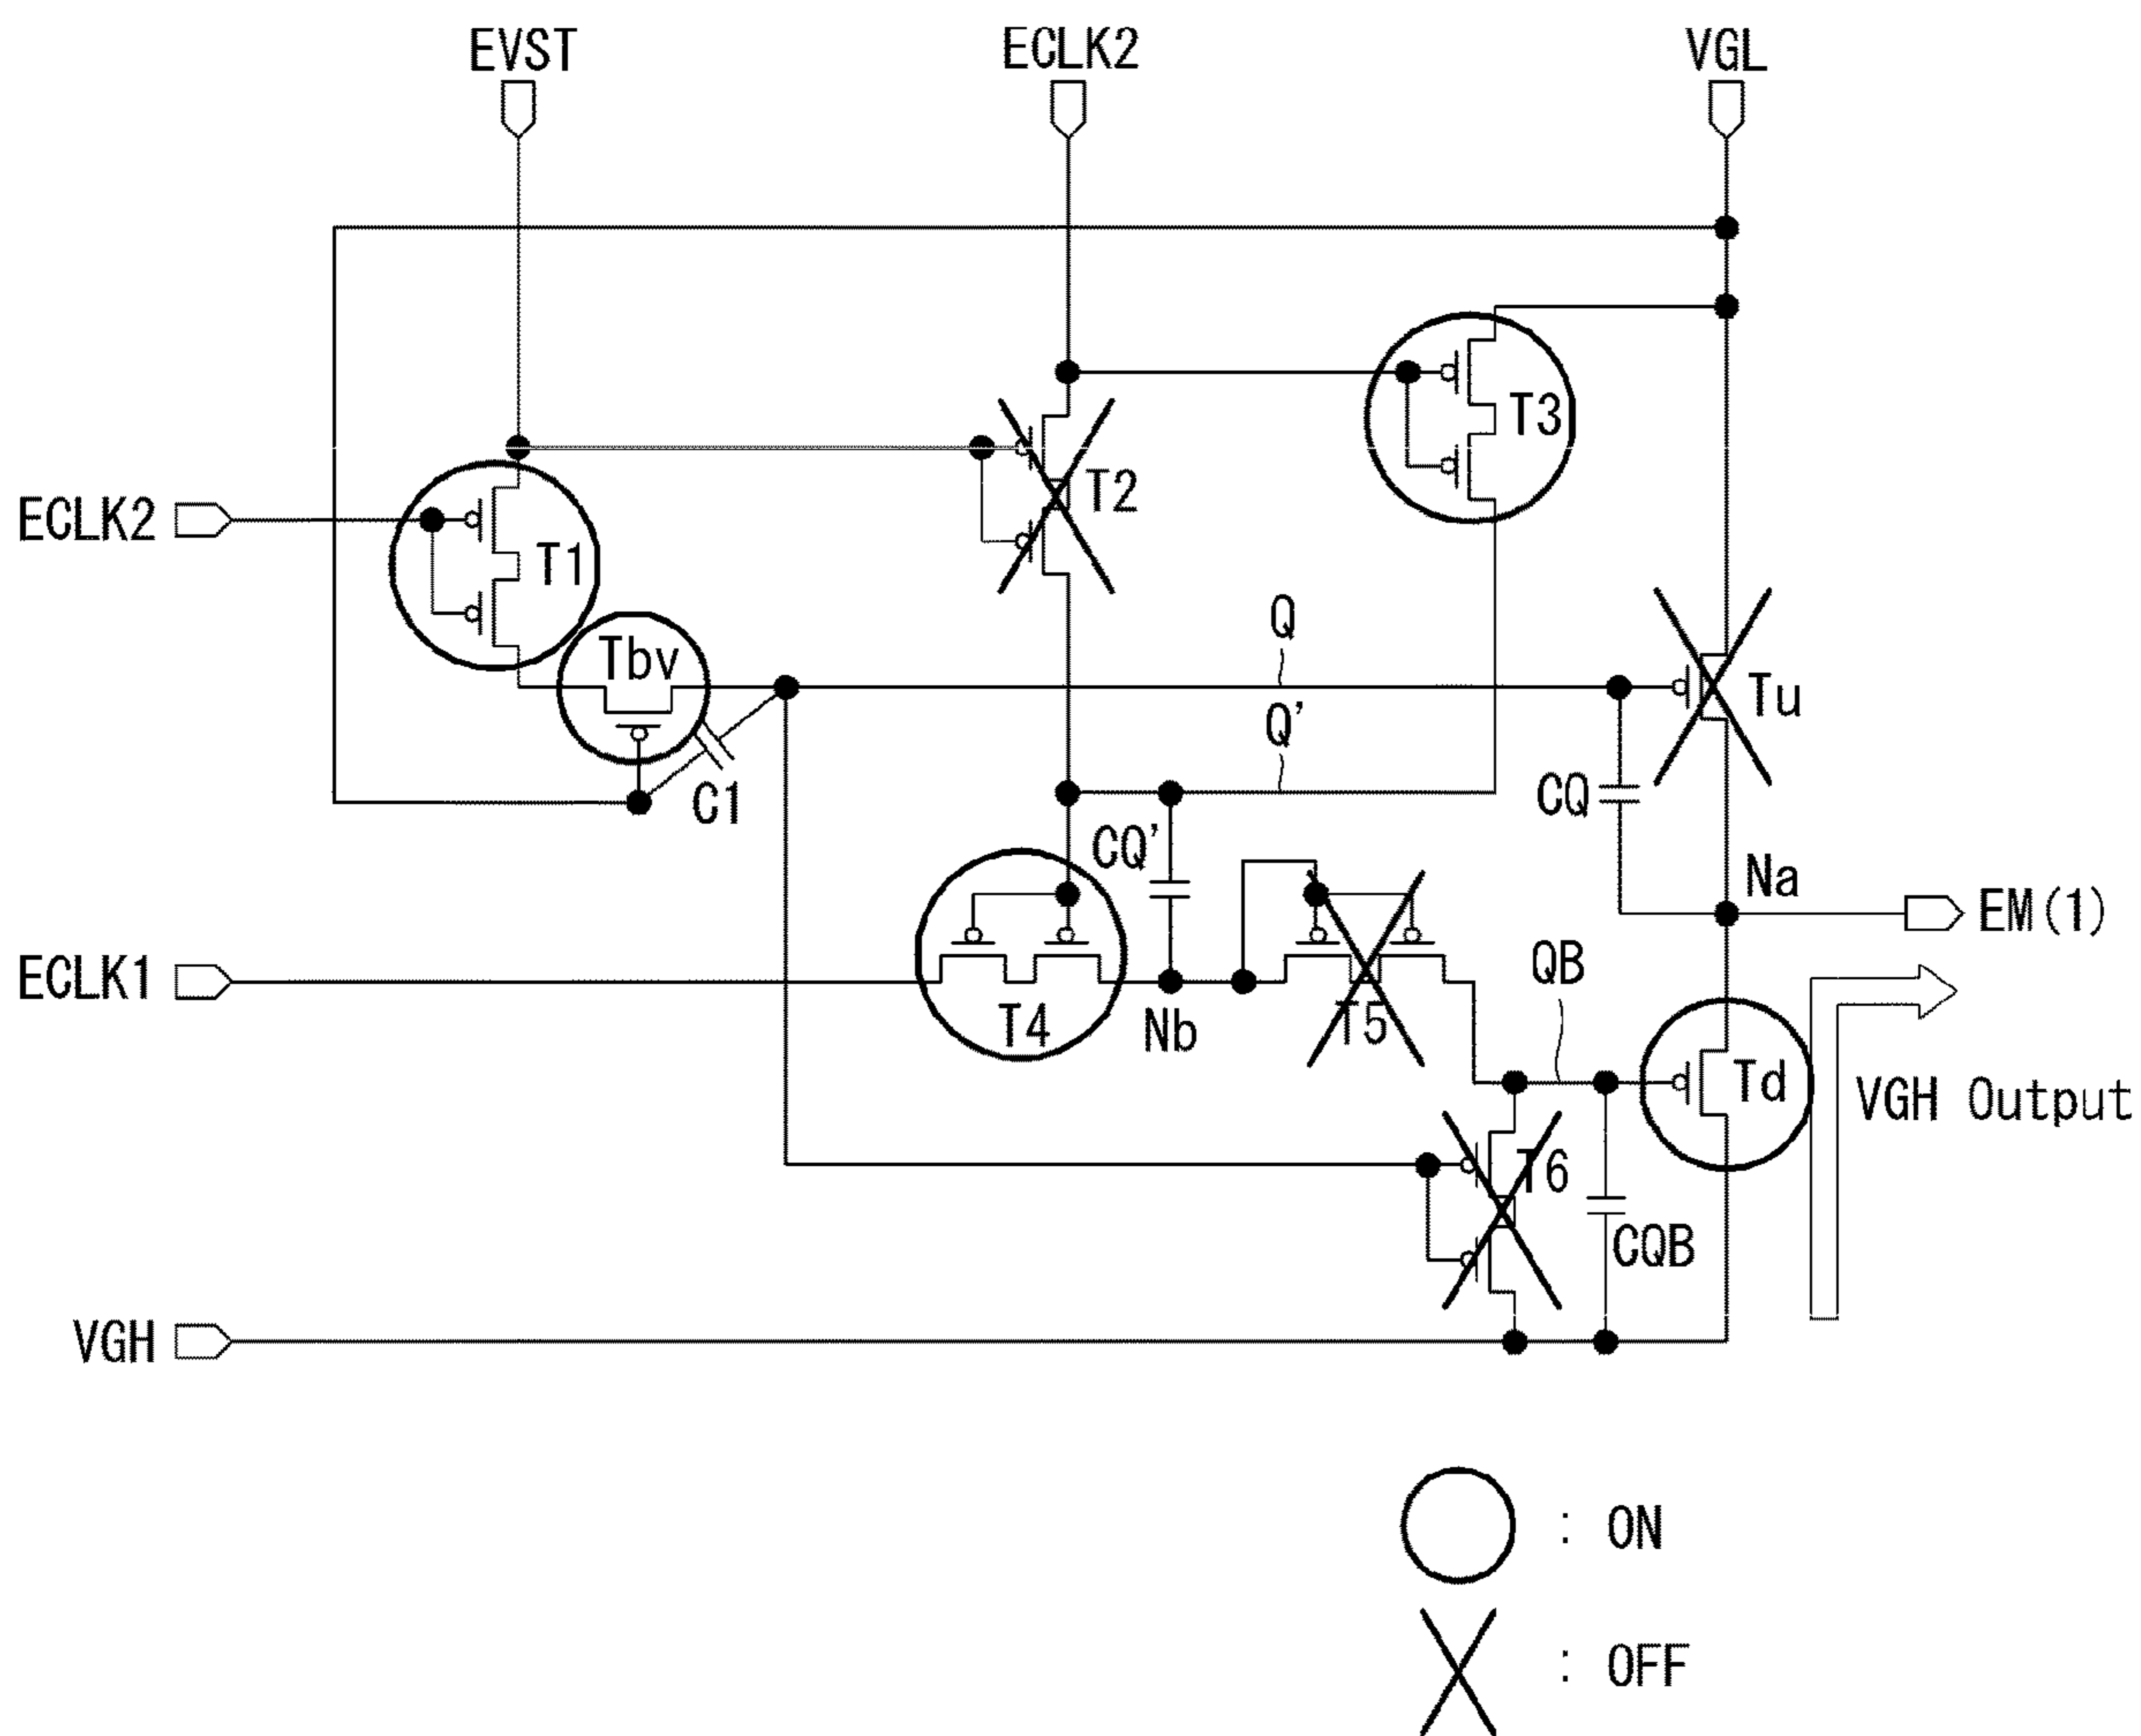 EVST
ECLK2
VGL
T3
T2
ECLK2
T1
Q
Tbv
Tu
Q'
C1
CQ
CQ'
Na
EM(1)
QB
ECLK1
T4
Nb
T5
Td
VGH Output
T6
CQB
VGH
: ON
: OFF